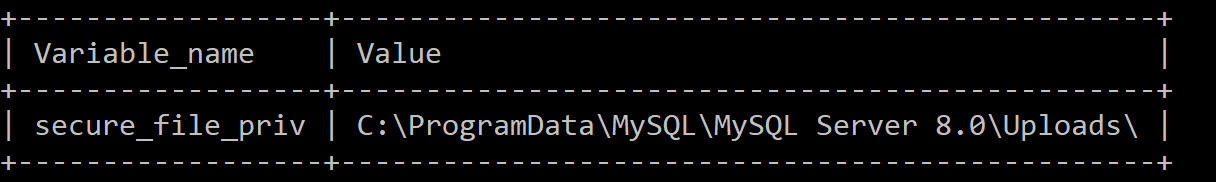 +------------------+------------------------------------------------+
| Variable_name    | Value                                          |
+------------------+------------------------------------------------+
| secure_file_priv | C:\ProgramData\MySQL\MySQL Server 8.0\Uploads\ |
+------------------+------------------------------------------------+